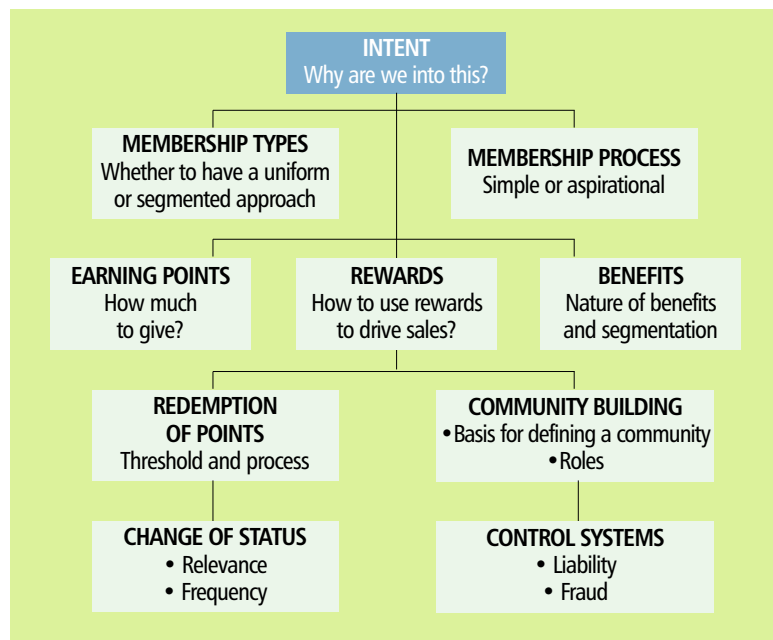 INTENT
Why are we into this?
MEMBERSHIP TYPES
Whether to have a uniform
or segmented approach
MEMBERSHIP PROCESS
Simple or aspirational
EARNING POINTS
How much
to give?
REWARDS
How to use rewards
to drive sales?
BENEFITS
Nature of benefits
and segmentation
REDEMPTION
OF POINTS
Threshold and process
COMMUNITY BUILDING
•Basis for defining a community
•Roles
CHANGE OF STATUS
• Relevance
• Frequency
CONTROL SYSTEMS
• Liability
• Fraud